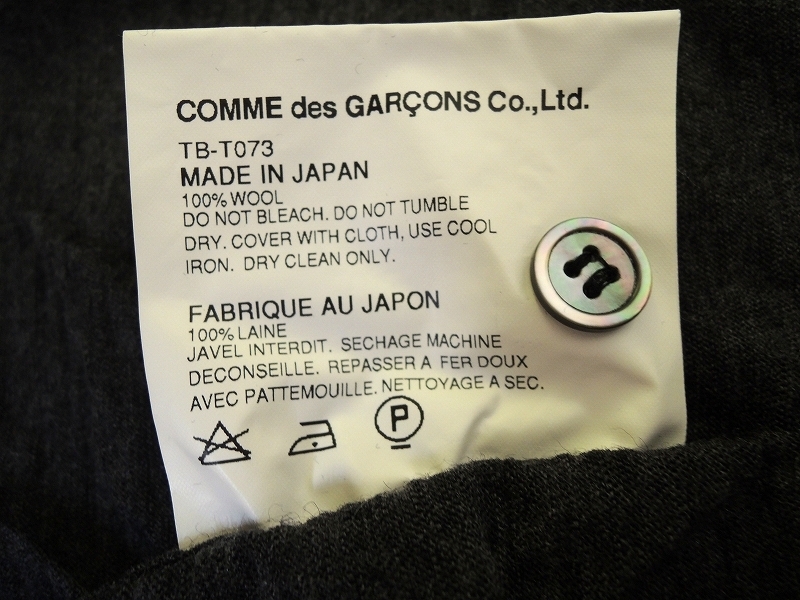 COMME des GARÇONS Co.,Ltd.
TB-T073
MADE IN JAPAN
100% WOOL
DO NOT BLEACH. DO NOT TUMBLE
DRY. COVER WITH CLOTH, USE COOL
IRON. DRY CLEAN ONLY.
FABRIQUE AU JAPON
100% LAINE
JAVEL INTERDIT. SECHAGE MACHINE
DECONSEILLE. REPASSER A FER DOUX
AVEC PATTEMOUILLE. NETTOYAGE A SEC.
P